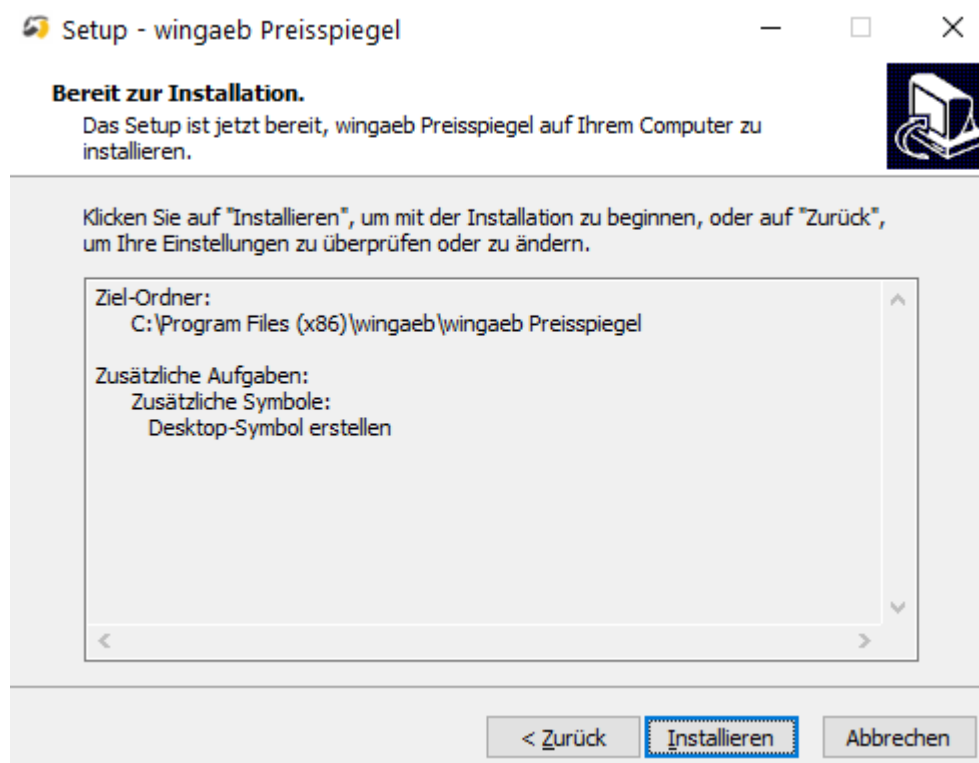 Setup - wingaeb Preisspiegel
Bereit zur Installation.
Das Setup ist jetzt bereit, wingaeb Preisspiegel auf Ihrem Computer zu
installieren.
Klicken Sie auf "Installieren", um mit der Installation zu beginnen, oder auf "Zurück",
um Ihre Einstellungen zu überprüfen oder zu ändern.
Ziel-Ordner:
C:\Program Files (x86)\wingaeb\wingaeb Preisspiegel
Zusätzliche Aufgaben:
Zusätzliche Symbole:
Desktop-Symbol erstellen
< Zurück
Installieren
Abbrechen